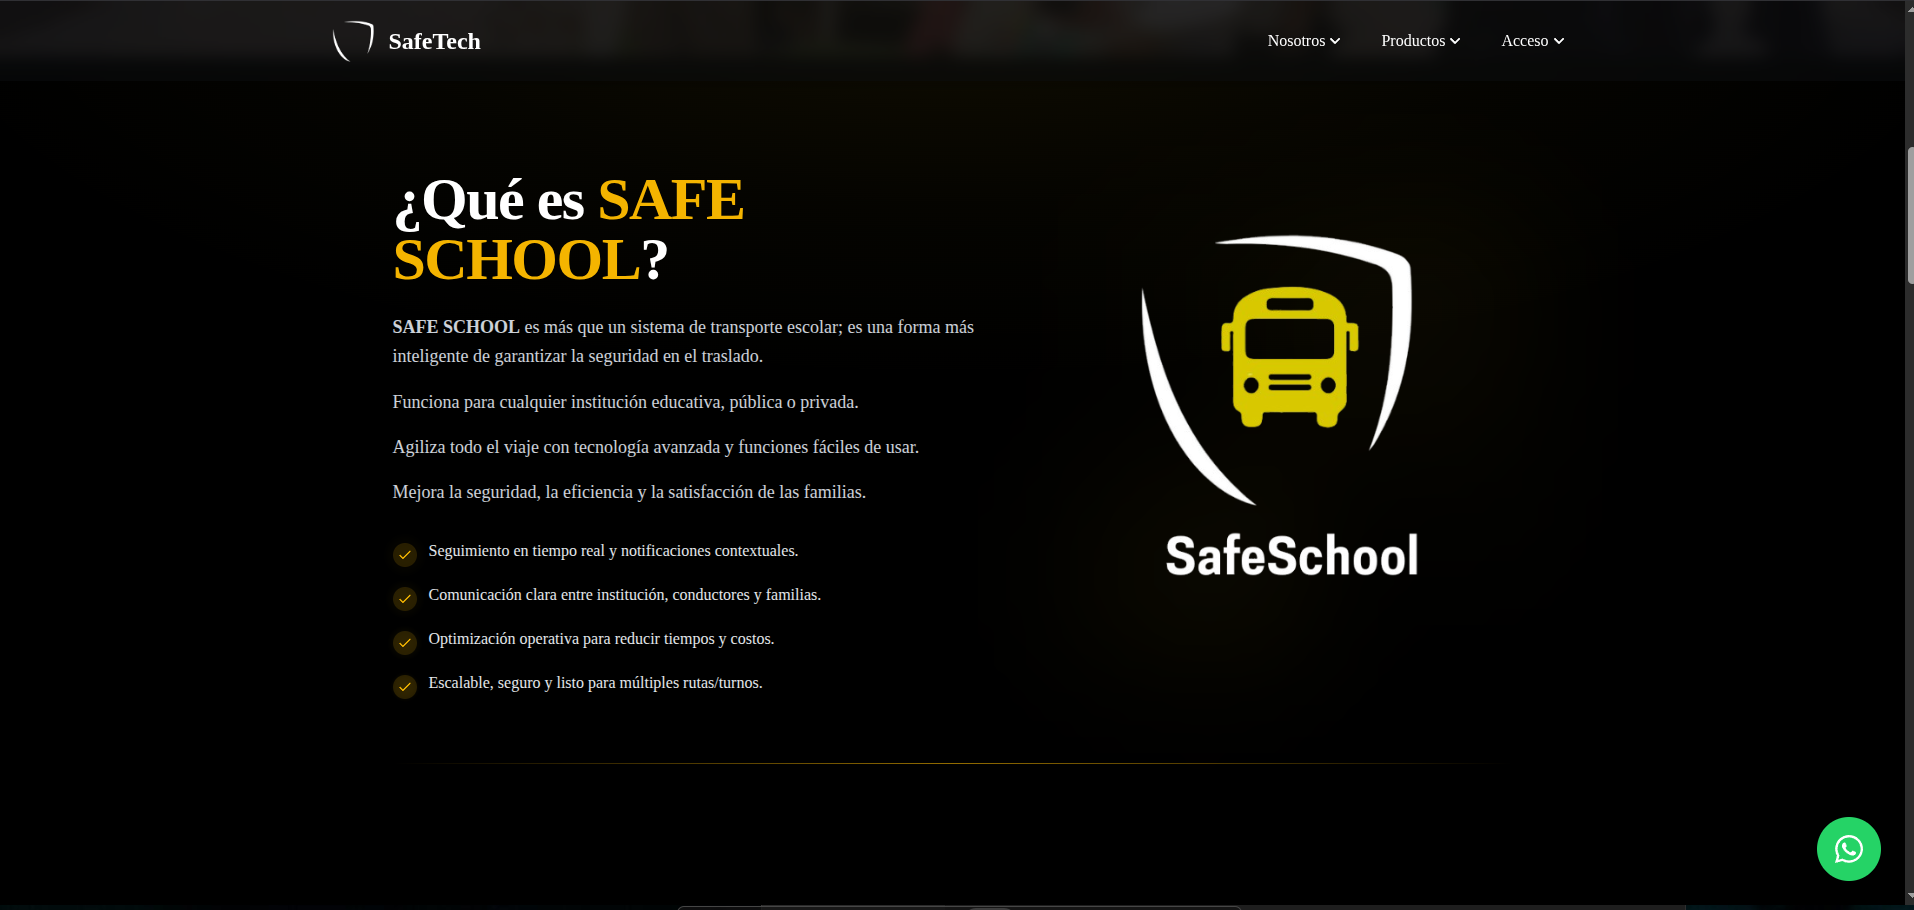 SafeTech
Nosotros
Productos
Acceso
¿Qué es SAFE
SCHOOL?
SAFE SCHOOL es más que un sistema de transporte escolar; es una forma más
inteligente de garantizar la seguridad en el traslado.
Funciona para cualquier institución educativa, pública o privada.
Agiliza todo el viaje con tecnología avanzada y funciones fáciles de usar.
Mejora la seguridad, la eficiencia y la satisfacción de las familias.
Seguimiento en tiempo real y notificaciones contextuales.
Comunicación clara entre institución, conductores y familias.
Optimización operativa para reducir tiempos y costos.
Escalable, seguro y listo para múltiples rutas/turnos.
SafeSchool